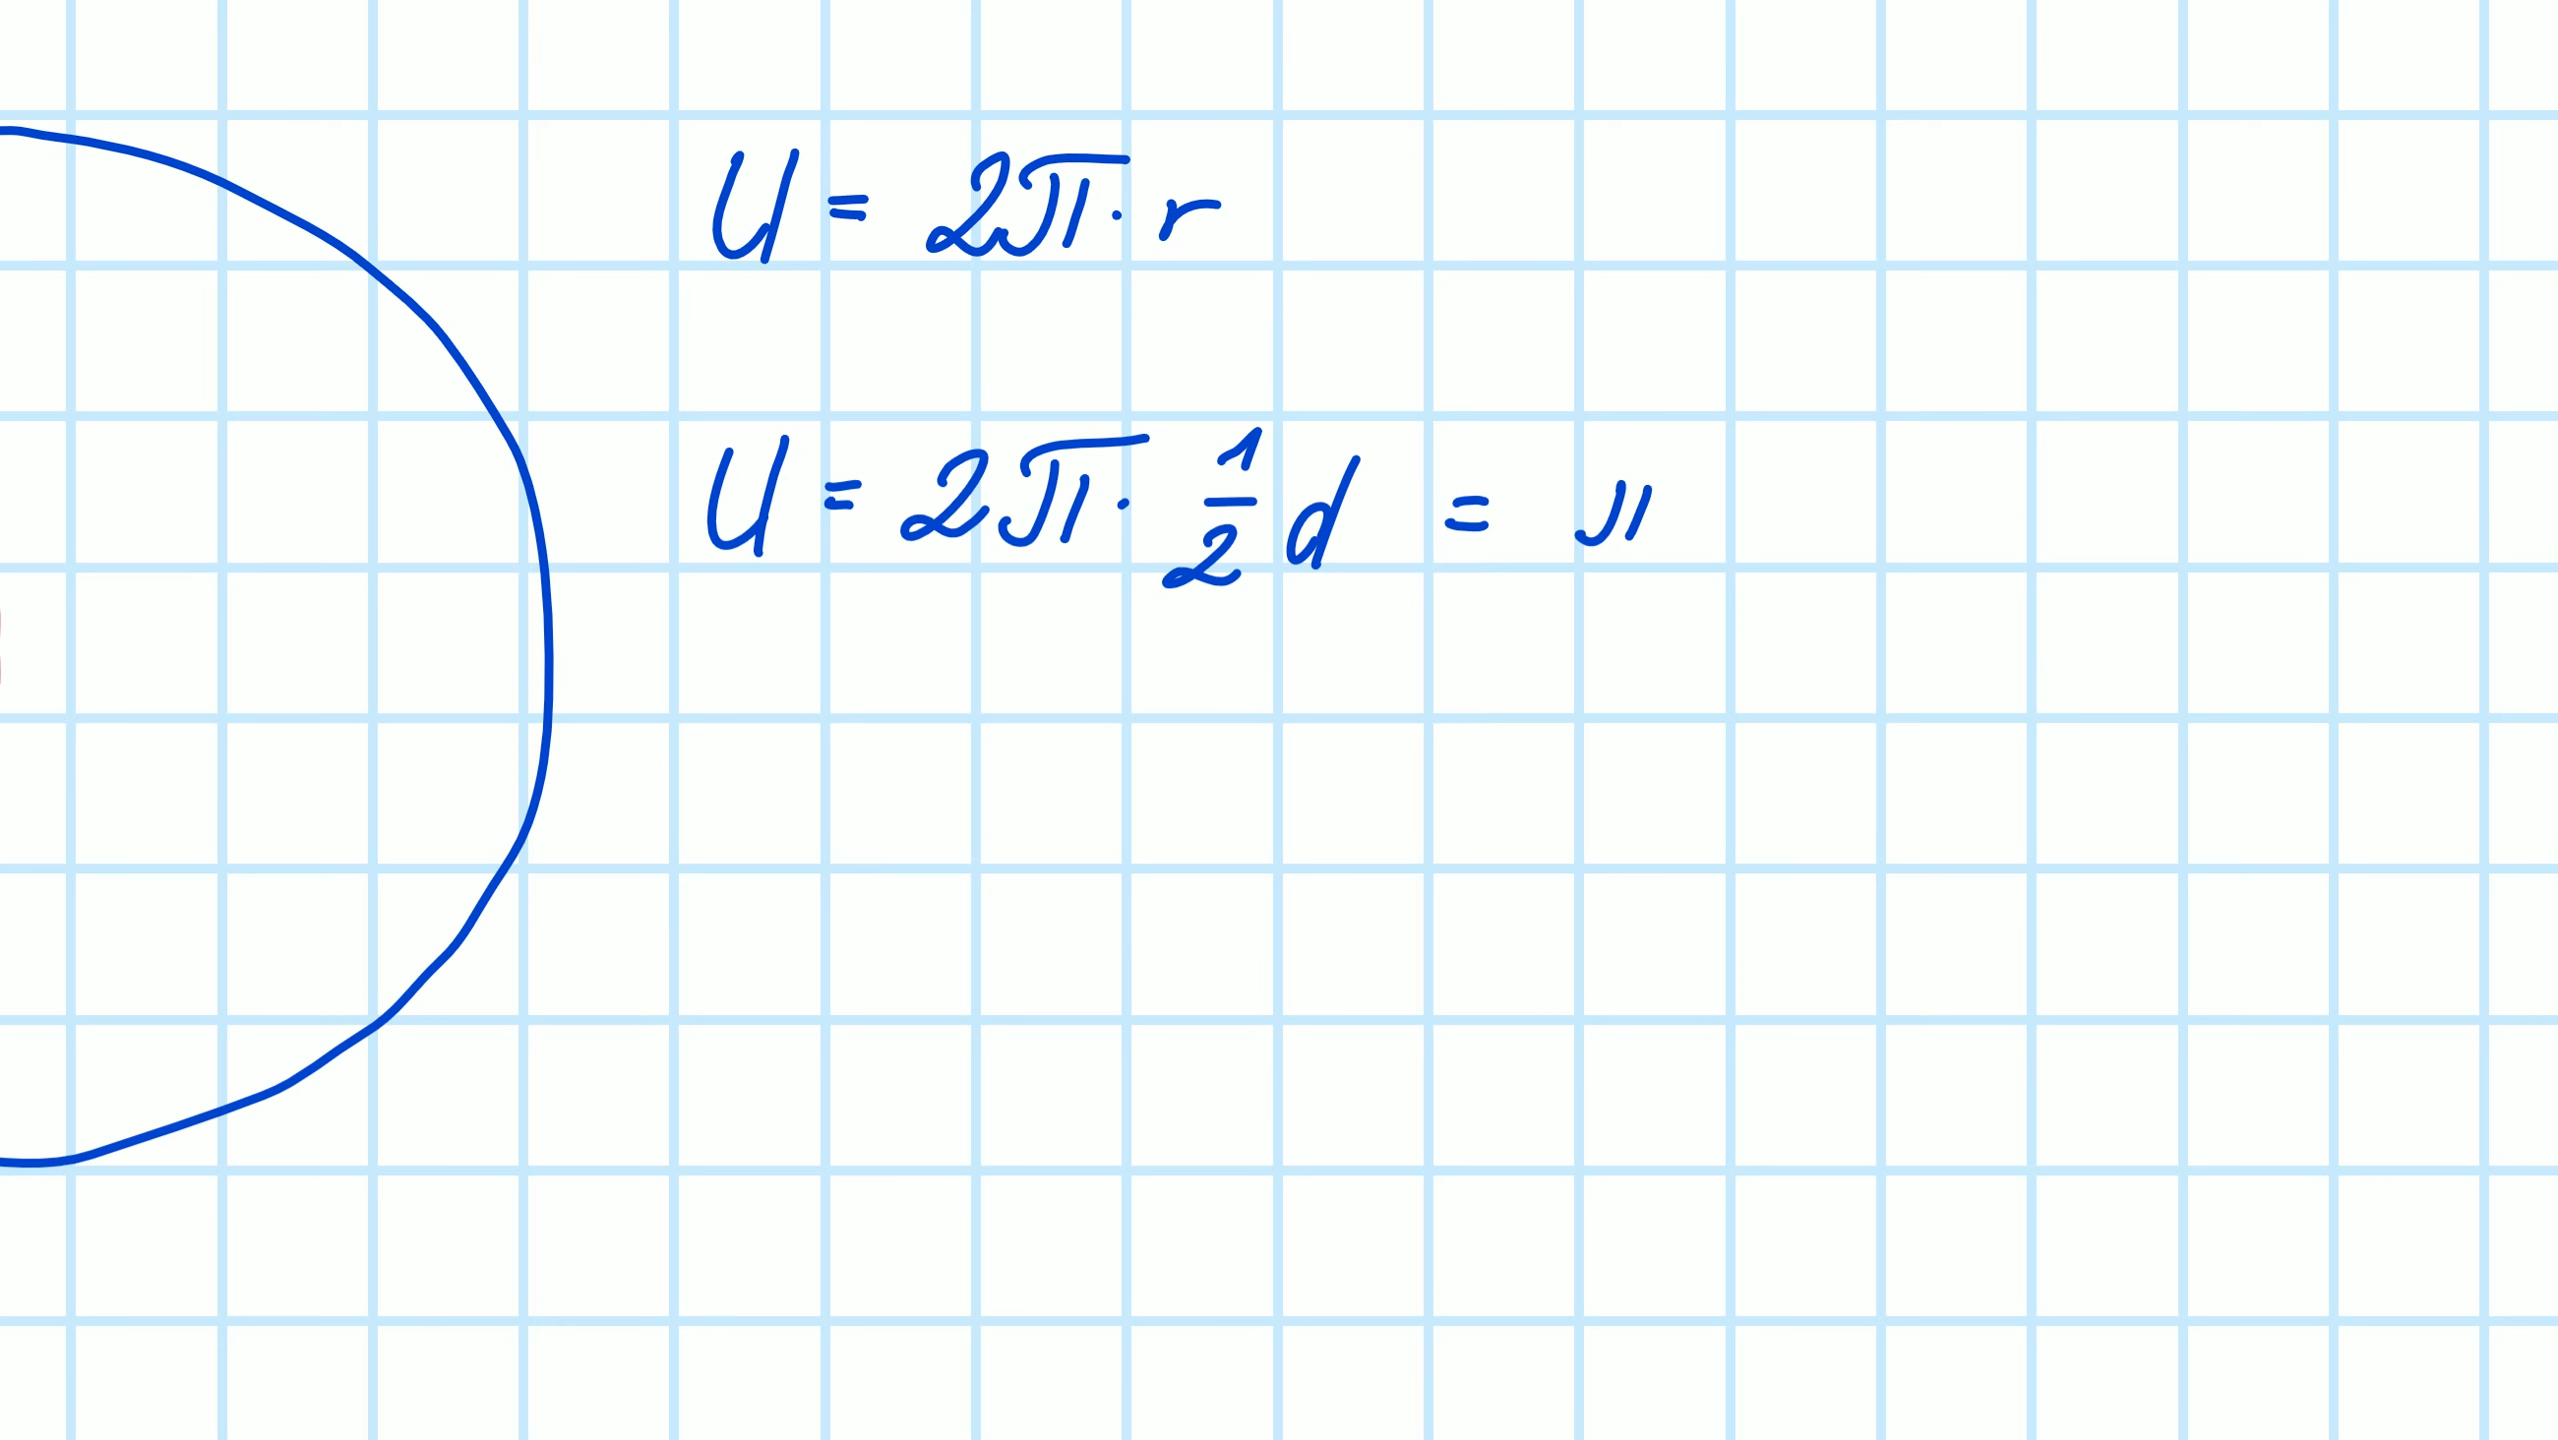 U = 2π · r
U = 2π · 1/2 d = π